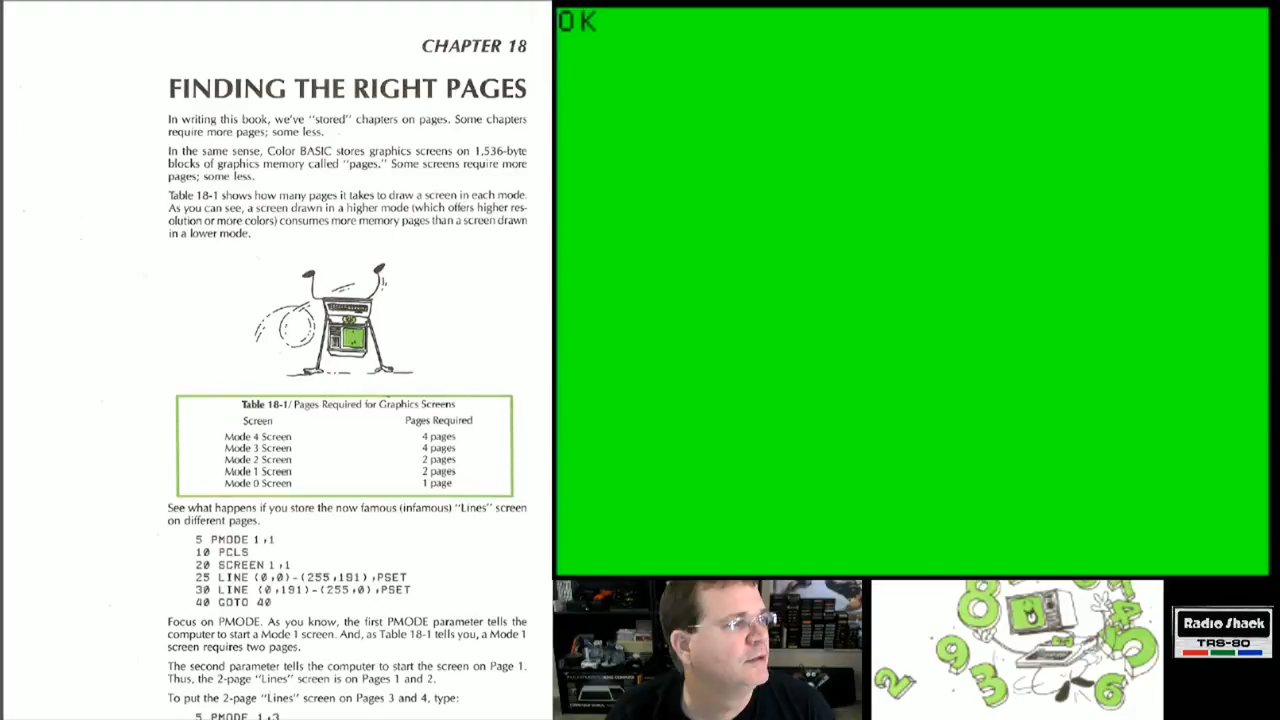 CHAPTER 18
FINDING THE RIGHT PAGES
In writing this book, we've "stored" chapters on pages. Some chapters
require more pages; some less.
In the same sense, Color BASIC stores graphics screens on 1,536-byte
blocks of graphics memory called "pages." Some screens require more
pages; some less.
Table 18-1 shows how many pages it takes to draw a screen in each mode.
As you can see, a screen drawn in a higher mode (which offers higher res-
olution or more colors) consumes more memory pages than a screen drawn
in a lower mode.
Table 18-1/ Pages Required for Graphics Screens
Screen Pages Required
Mode 4 Screen 4 pages
Mode 3 Screen 4 pages
Mode 2 Screen 2 pages
Mode 1 Screen 2 pages
Mode 0 Screen 1 page
See what happens if you store the now famous (infamous) "Lines" screen
on different pages.
5 PMODE 1,1
10 PCLS
20 SCREEN 1,1
25 LINE (0,0)-(255,191),PSET
30 LINE (0,191)-(255,0),PSET
40 GOTO 40
Focus on PMODE. As you know, the first PMODE parameter tells the
computer to start a Mode 1 screen. And, as Table 18-1 tells you, a Mode 1
screen requires two pages.
The second parameter tells the computer to start the screen on Page 1.
Thus, the 2-page "Lines" screen is on Pages 1 and 2.
To put the 2-page "Lines" screen on Pages 3 and 4, type:
5 PMODE 1,3
OK
8
9
3
2
6
Radio Shack
TRS-80